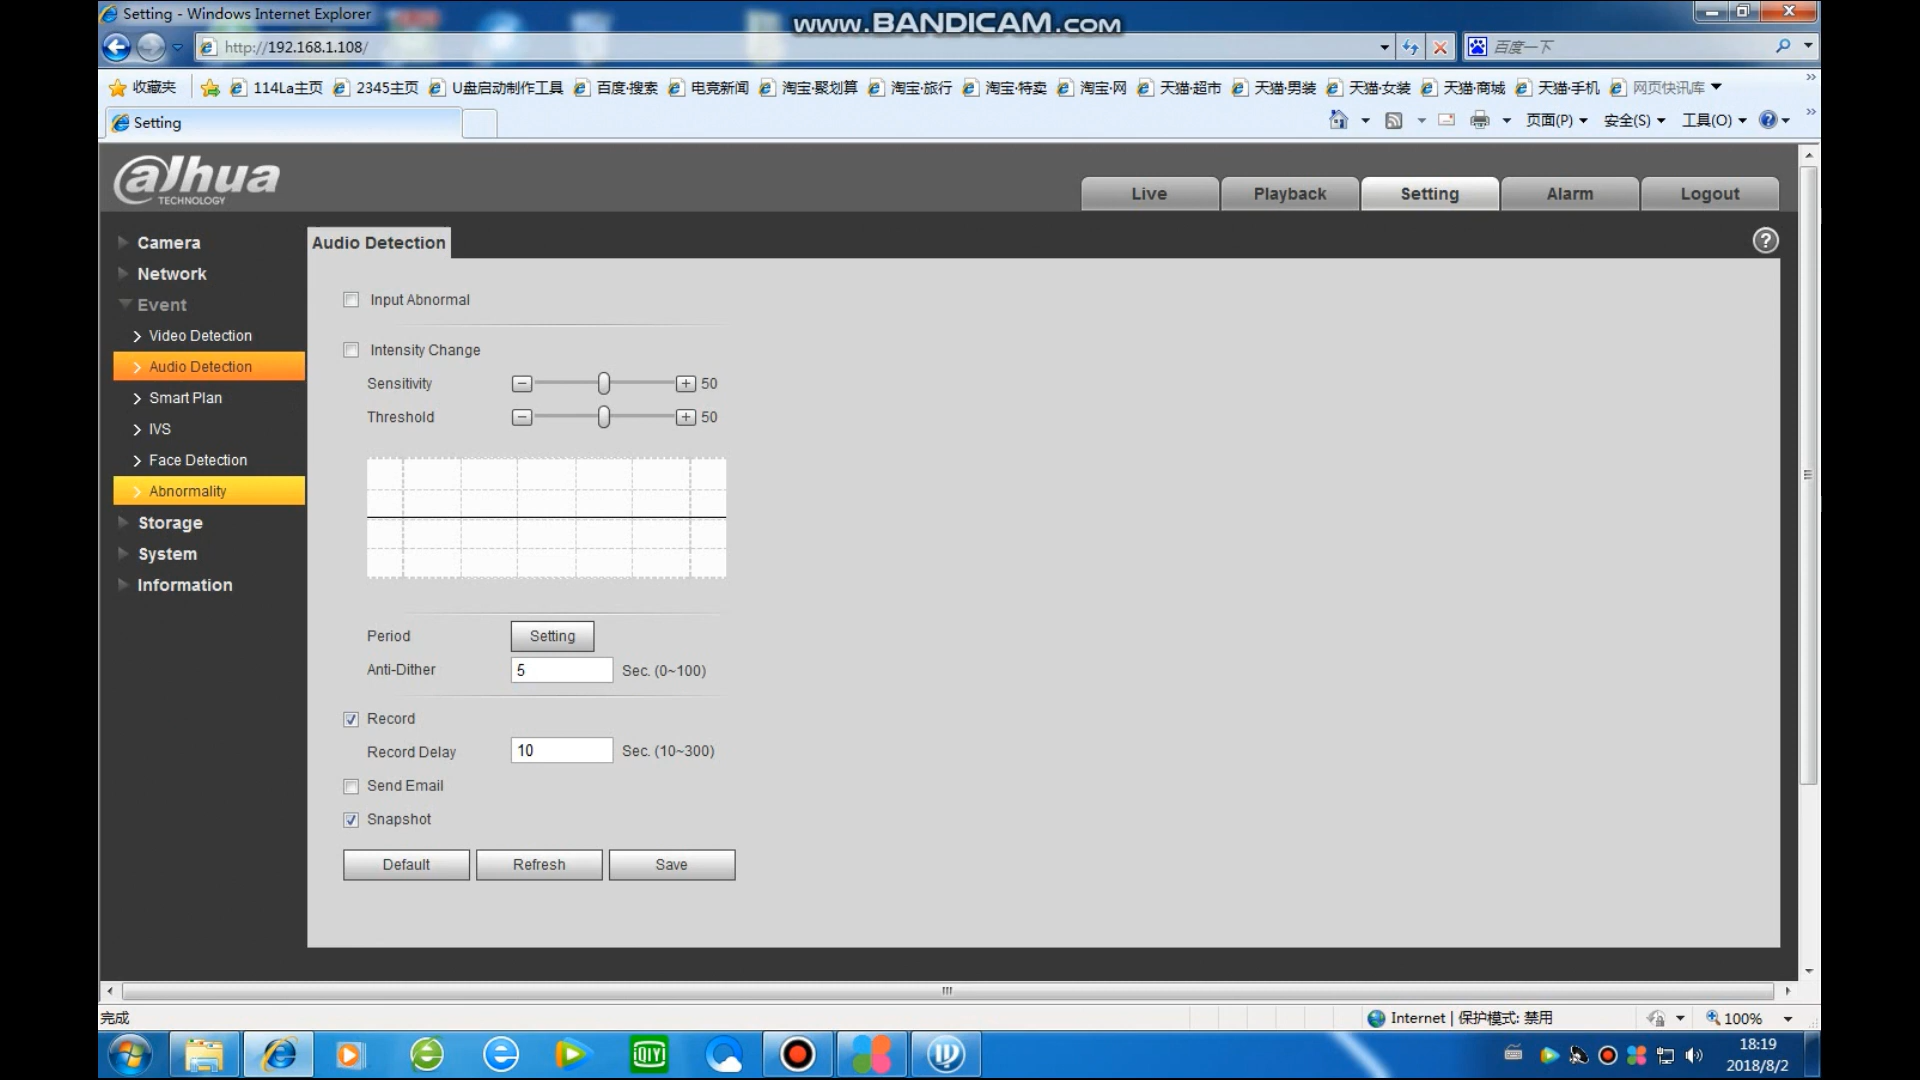 Setting - Windows Internet Explorer
www.BANDICAM.com
http://192.168.1.108/
百度一下
收藏夹 114La主页 2345主页 U盘启动制作工具 百度·搜索 电竞新闻 淘宝·聚划算 淘宝·旅行 淘宝·特卖 淘宝·网 天猫·超市 天猫·男装 天猫·女装 天猫·商城 天猫·手机 网页快讯库
Setting
页面(P) 安全(S) 工具(O)
alhua
TECHNOLOGY
Live Playback Setting Alarm Logout
Camera
Network
Event
Video Detection
Audio Detection
Smart Plan
IVS
Face Detection
Abnormality
Storage
System
Information
Audio Detection
Input Abnormal
Intensity Change
Sensitivity 50
Threshold 50
Period Setting
Anti-Dither 5 Sec. (0~100)
Record
Record Delay 10 Sec. (10~300)
Send Email
Snapshot
Default Refresh Save
完成
Internet | 保护模式: 禁用
100%
QIYI
18:19
2018/8/2